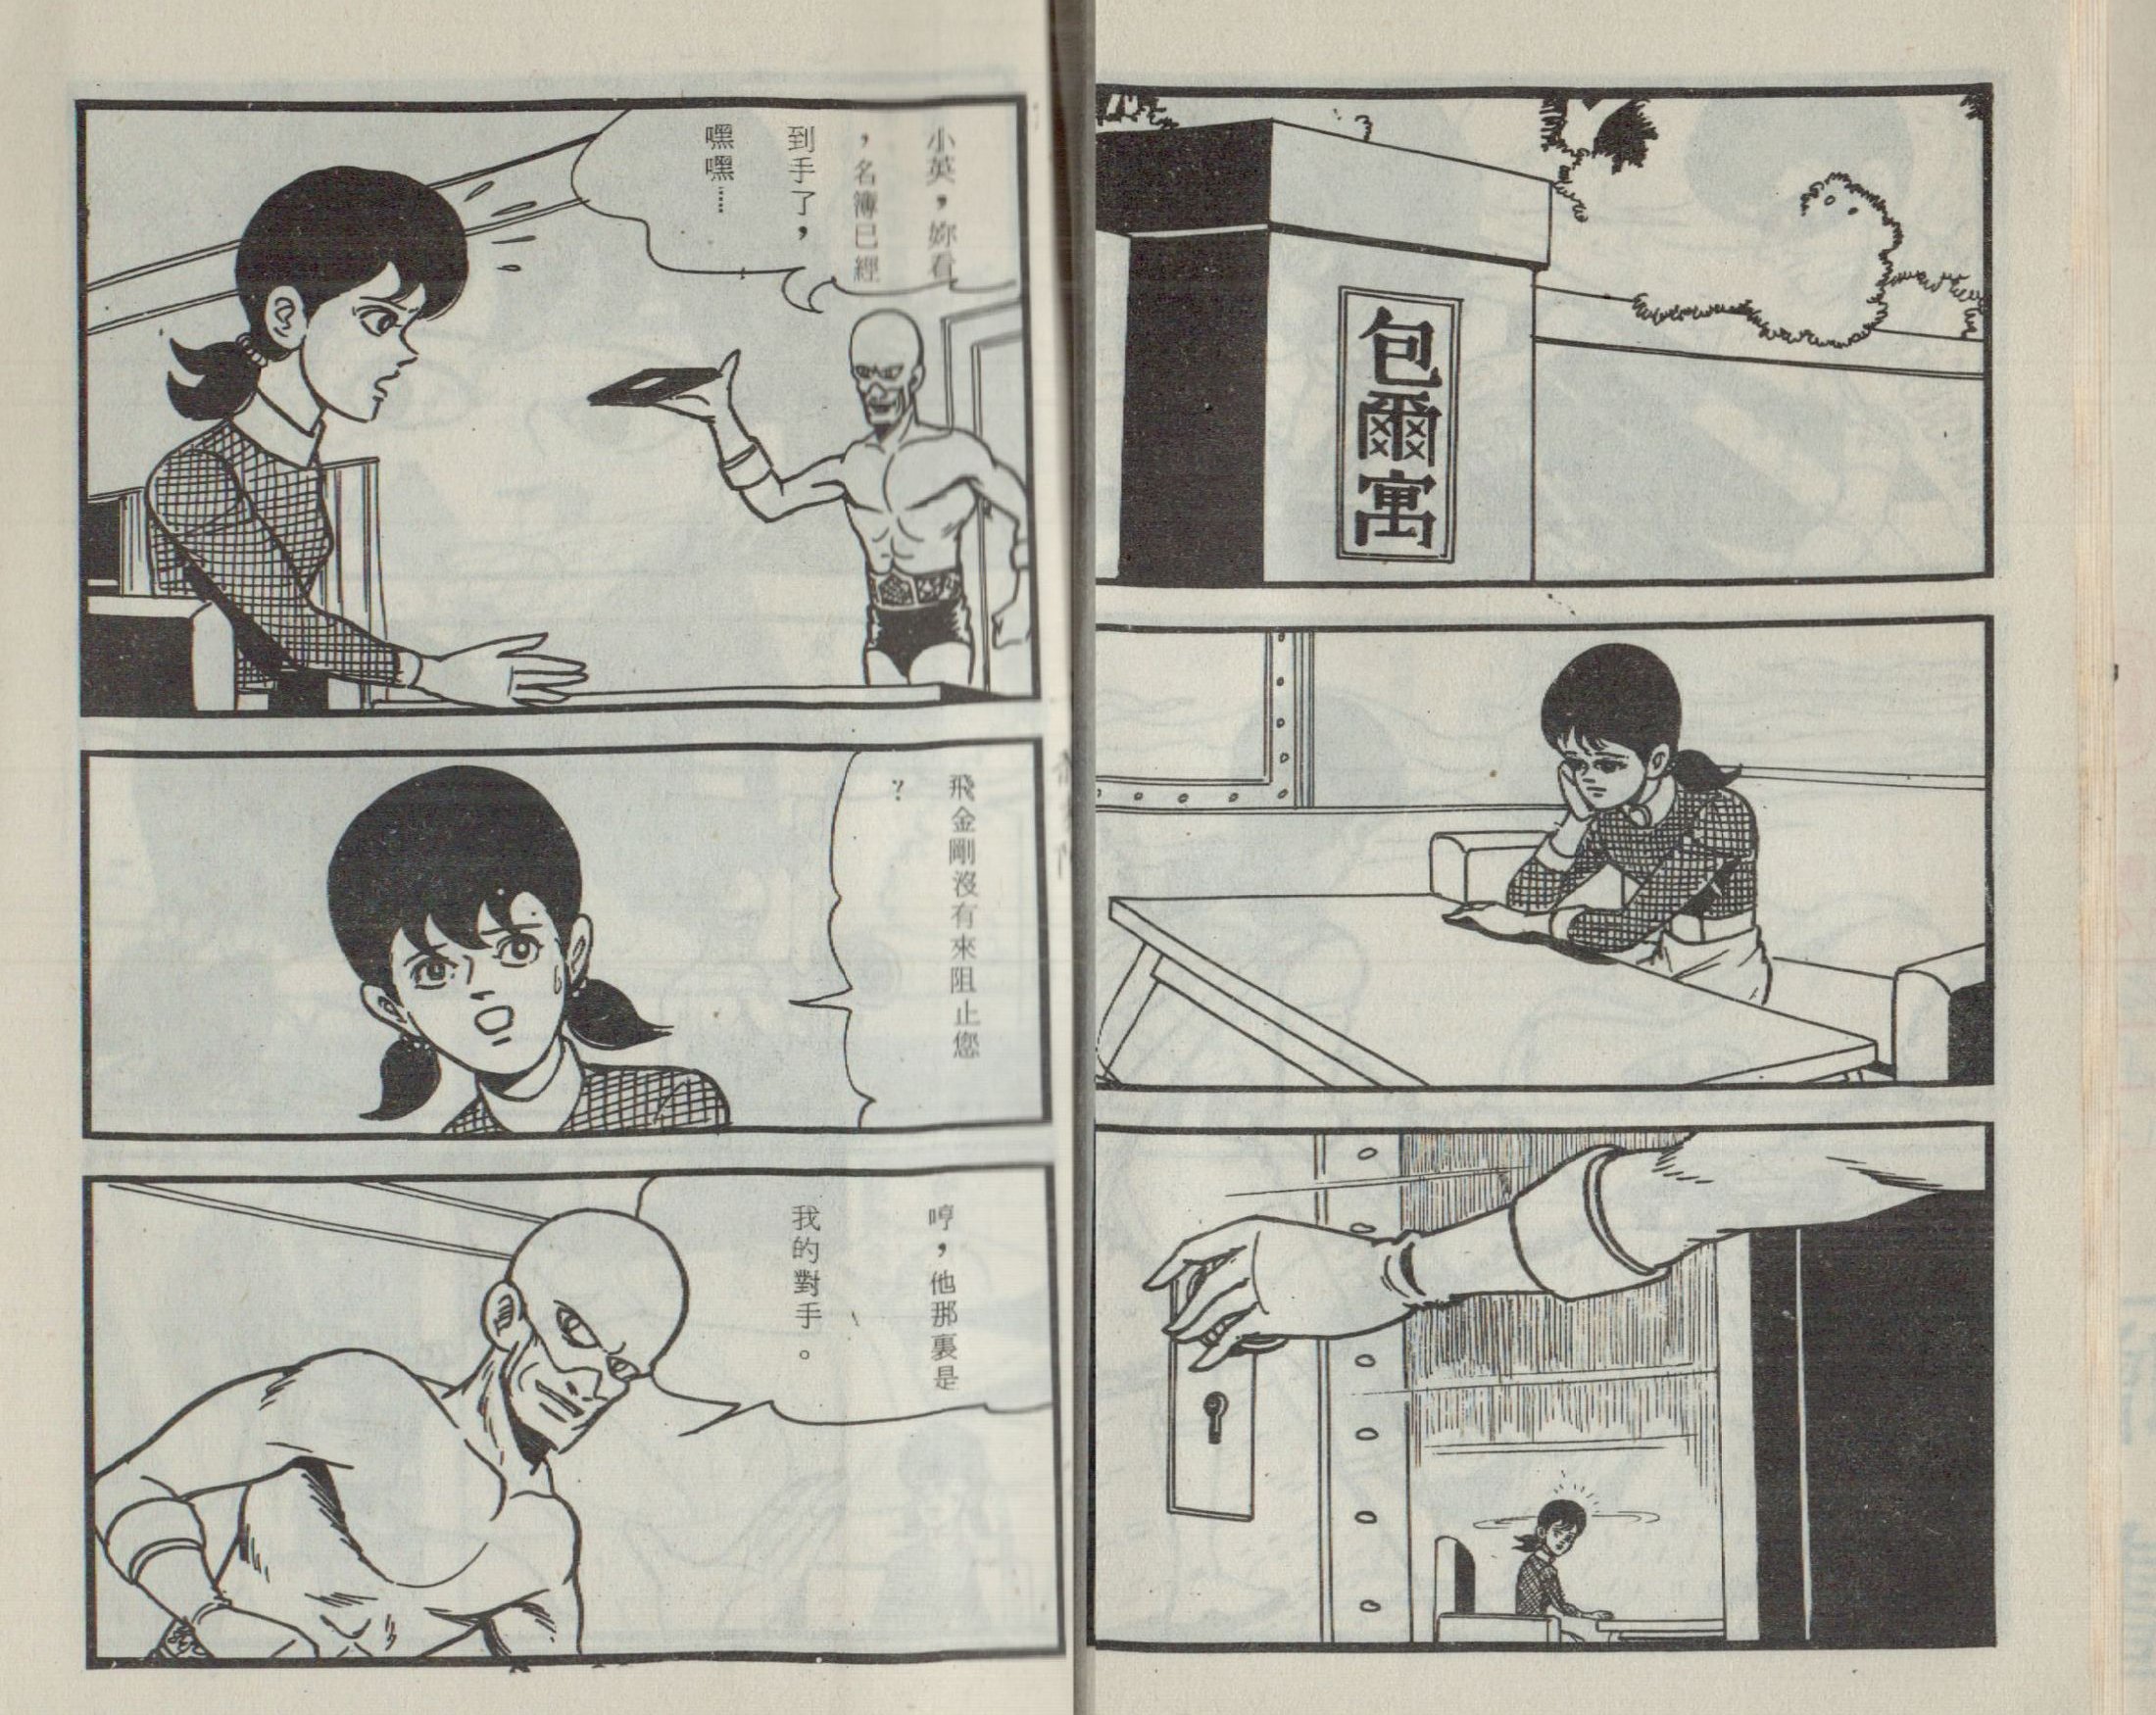 包爾寓
小英，妳看
，名簿已經
到手了，
嘿嘿……
飛金剛沒有來阻止您
？
哼，他那裏是
我的對手。